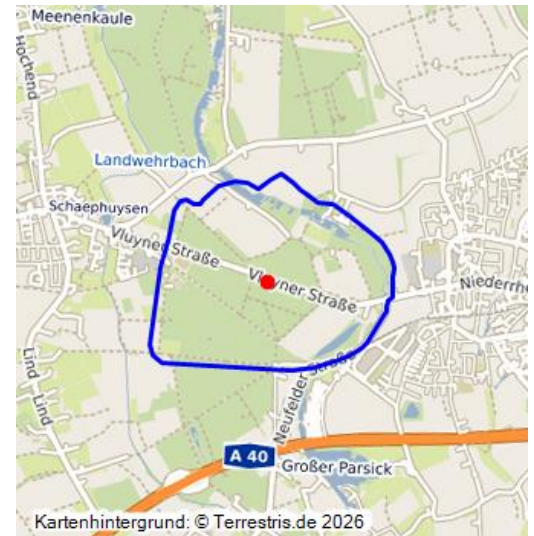 Meenenkaule
Hochend
Landwehrbach
Schaephuysen
Vluyner Straße
Vluyner Straße
Niederrhe
Lind
Lind
Neufelder Straße
A 40
Großer Parsick
Kartenhintergrund: © Terrestris.de 2026